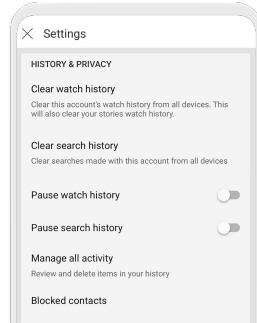 Settings
HISTORY & PRIVACY
Clear watch history
Clear this account's watch history from all devices. This
will also clear your stories watch history.
Clear search history
Clear searches made with this account from all devices
Pause watch history
Pause search history
Manage all activity
Review and delete items in your history
Blocked contacts